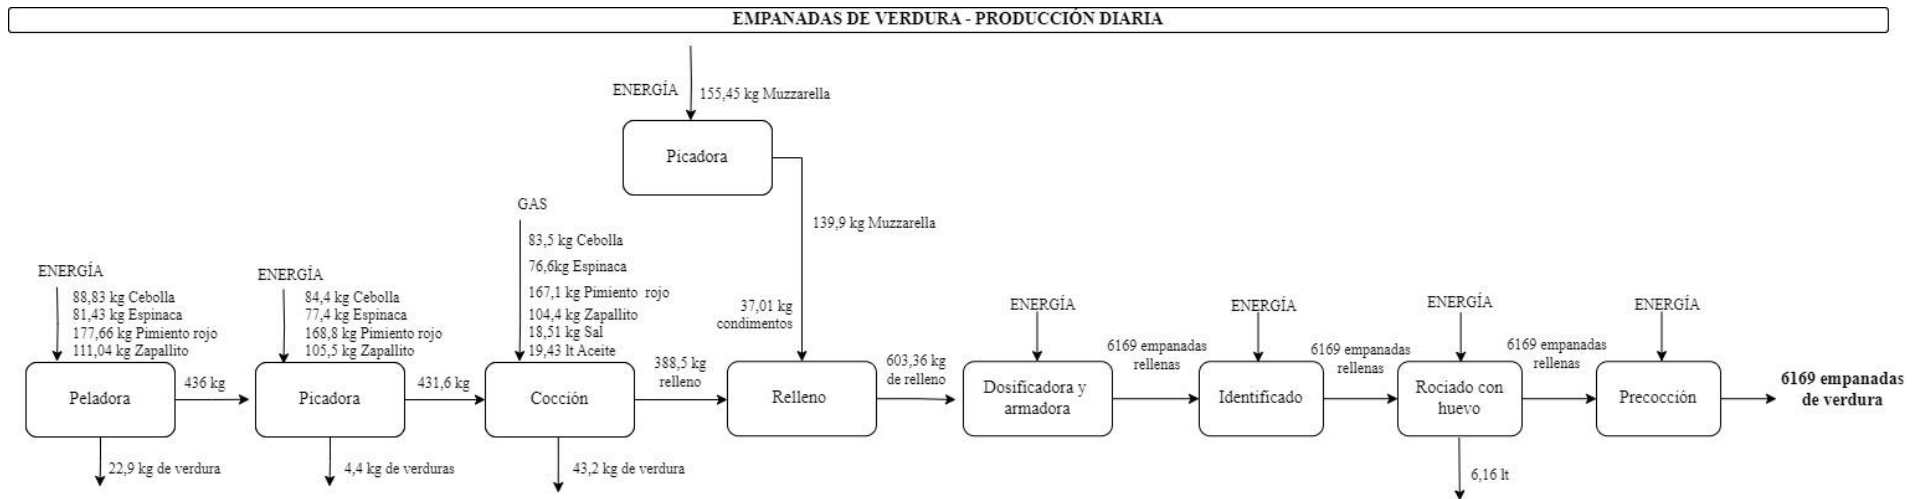 EMPANADAS DE VERDURA - PRODUCCIÓN DIARIA
ENERGÍA
155,45 kg Muzzarella
Picadora
139,9 kg Muzzarella
ENERGÍA
88,83 kg Cebolla
81,43 kg Espinaca
177,66 kg Pimiento rojo
111,04 kg Zapallito
Peladora
22,9 kg de verdura
436 kg
ENERGÍA
84,4 kg Cebolla
77,4 kg Espinaca
168,8 kg Pimiento rojo
105,5 kg Zapallito
Picadora
4,4 kg de verduras
431,6 kg
GAS
83,5 kg Cebolla
76,6kg Espinaca
167,1 kg Pimiento rojo
104,4 kg Zapallito
18,51 kg Sal
19,43 lt Aceite
Cocción
43,2 kg de verdura
388,5 kg
relleno
37,01 kg
condimentos
Relleno
603,36 kg
de relleno
ENERGÍA
Dosificadora y
armadora
6169 empanadas
rellenas
ENERGÍA
Identificado
6169 empanadas
rellenas
ENERGÍA
Rociado con
huevo
6,16 lt
6169 empanadas
rellenas
ENERGÍA
Precocción
6169 empanadas
de verdura